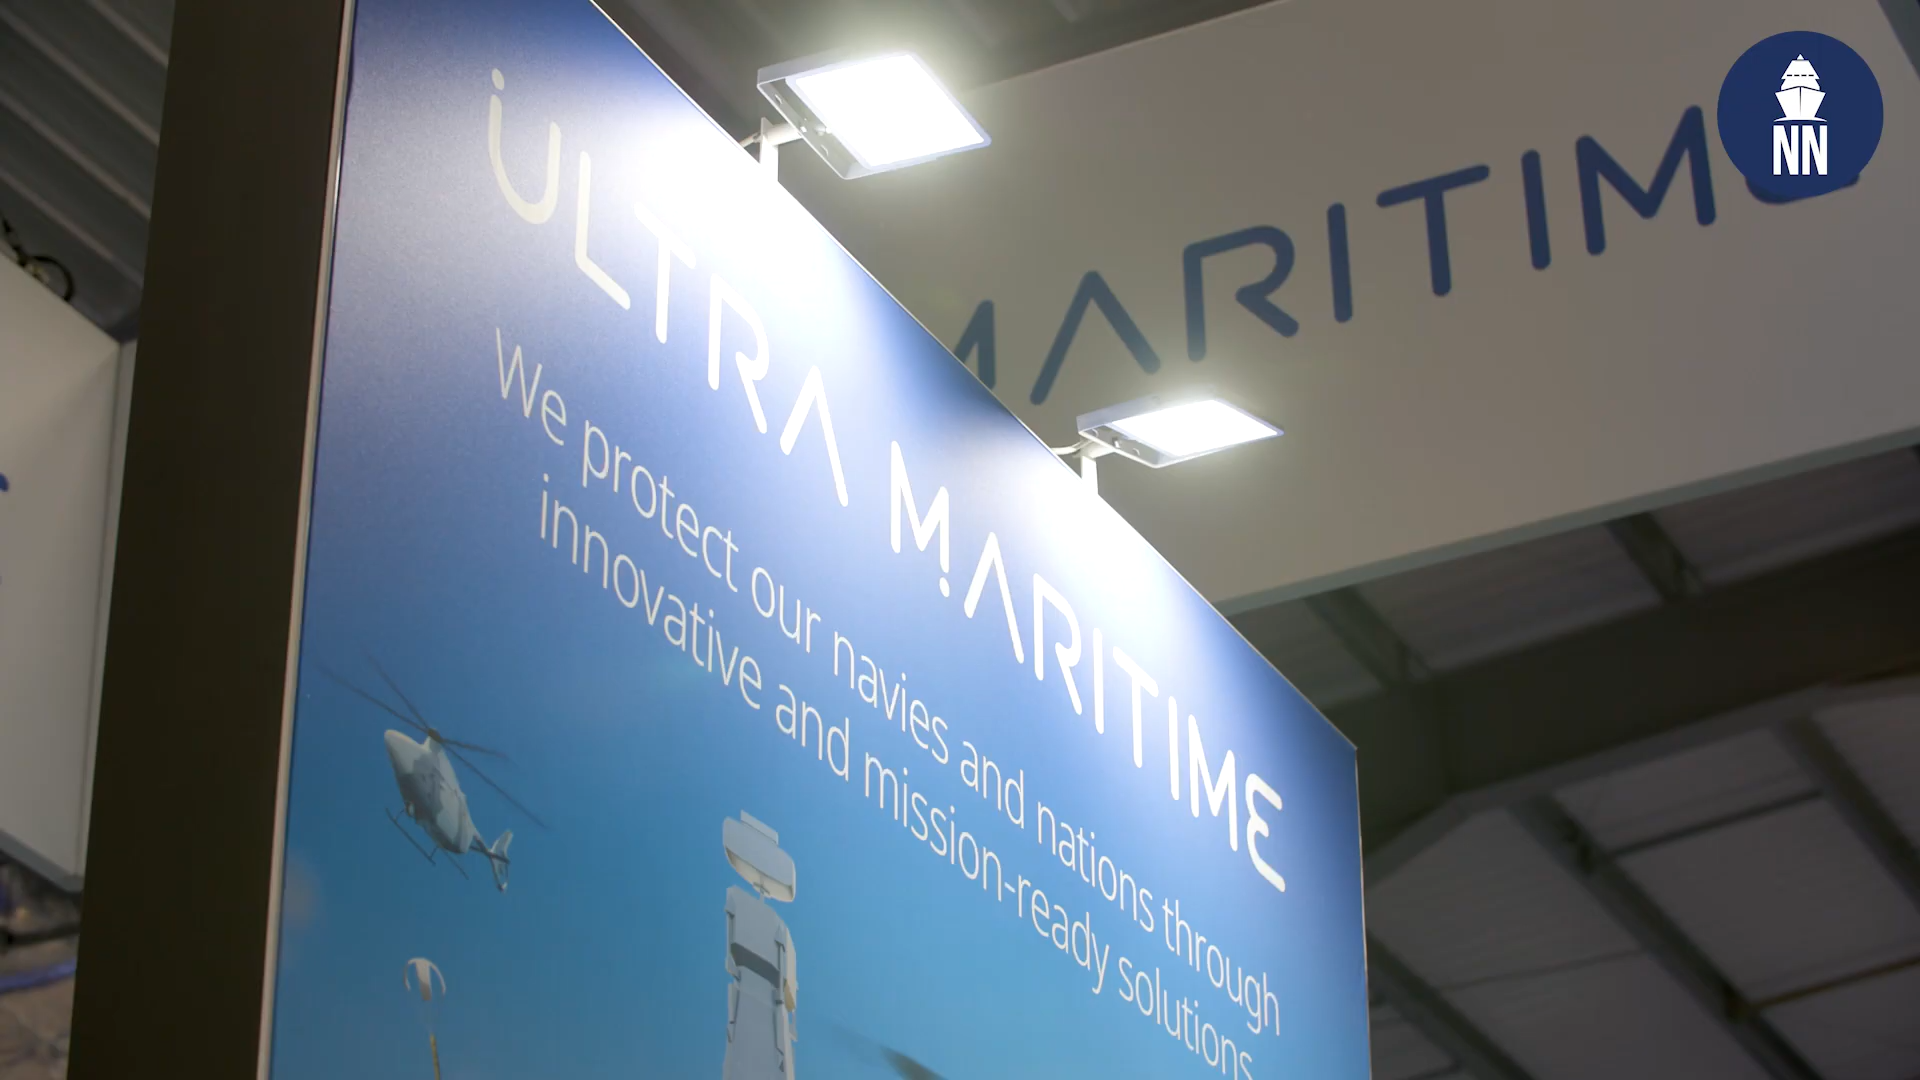 ULTRA MARITIME
We protect our navies and nations through
innovative and mission-ready solutions
MARITIME
NN